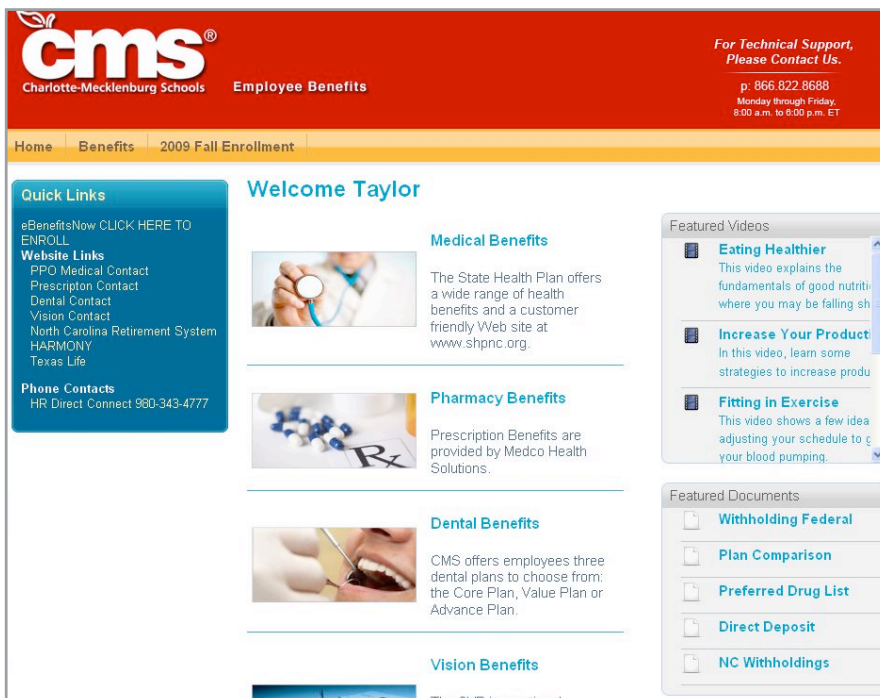 cms®
Charlotte-Mecklenburg Schools
Employee Benefits
For Technical Support,
Please Contact Us.
p: 866.822.8688
Monday through Friday,
8:00 a.m. to 6:00 p.m. ET
Home
Benefits
2009 Fall Enrollment
Quick Links
eBenefitsNow CLICK HERE TO
ENROLL
Website Links
PPO Medical Contact
Prescripton Contact
Dental Contact
Vision Contact
North Carolina Retirement System
HARMONY
Texas Life
Phone Contacts
HR Direct Connect 980-343-4777
Welcome Taylor
Medical Benefits
The State Health Plan offers
a wide range of health
benefits and a customer
friendly Web site at
www.shpnc.org.
Pharmacy Benefits
Prescription Benefits are
provided by Medco Health
Solutions.
Rx
Dental Benefits
CMS offers employees three
dental plans to choose from:
the Core Plan, Value Plan or
Advance Plan.
Vision Benefits
Featured Videos
Eating Healthier
This video explains the
fundamentals of good nutriti
where you may be falling sh
Increase Your Producti
In this video, learn some
strategies to increase produ
Fitting in Exercise
This video shows a few idea
adjusting your schedule to g
your blood pumping.
Featured Documents
Withholding Federal
Plan Comparison
Preferred Drug List
Direct Deposit
NC Withholdings